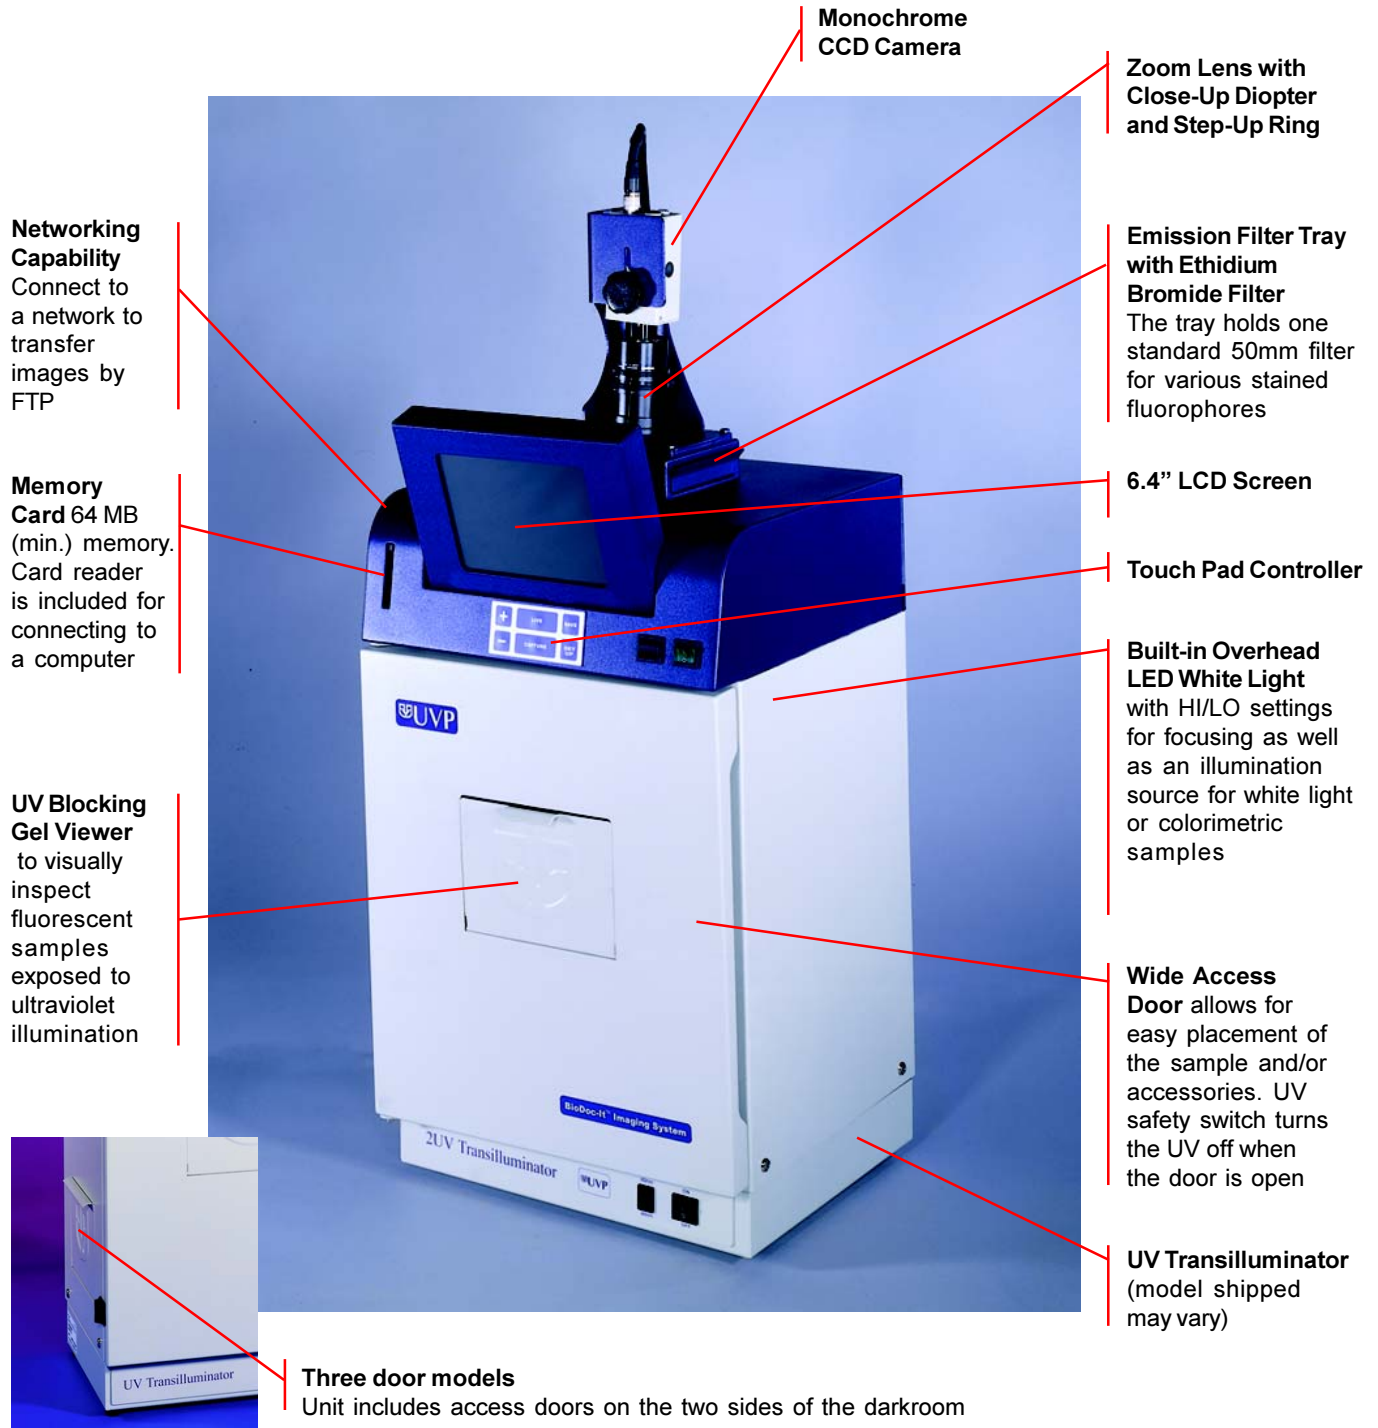 Monochrome
CCD Camera
Zoom Lens with
Close-Up Diopter
and Step-Up Ring
Networking
Capability
Connect to
a network to
transfer
images by
FTP
Emission Filter Tray
with Ethidium
Bromide Filter
The tray holds one
standard 50mm filter
for various stained
fluorophores
Memory
Card 64 MB
(min.) memory.
Card reader
is included for
connecting to
a computer
6.4” LCD Screen
Touch Pad Controller
+ LIVE SAVE
− CAPTURE SET
UP
Built-in Overhead
LED White Light
with HI/LO settings
for focusing as well
as an illumination
source for white light
or colorimetric
samples
UVP
UV Blocking
Gel Viewer
to visually
inspect
fluorescent
samples
exposed to
ultraviolet
illumination
Wide Access
Door allows for
easy placement of
the sample and/or
accessories. UV
safety switch turns
the UV off when
the door is open
BioDoc-It™ Imaging System
2UV Transilluminator
UVP
ON
OFF
UV Transilluminator
(model shipped
may vary)
UV Transilluminator
Three door models
Unit includes access doors on the two sides of the darkroom